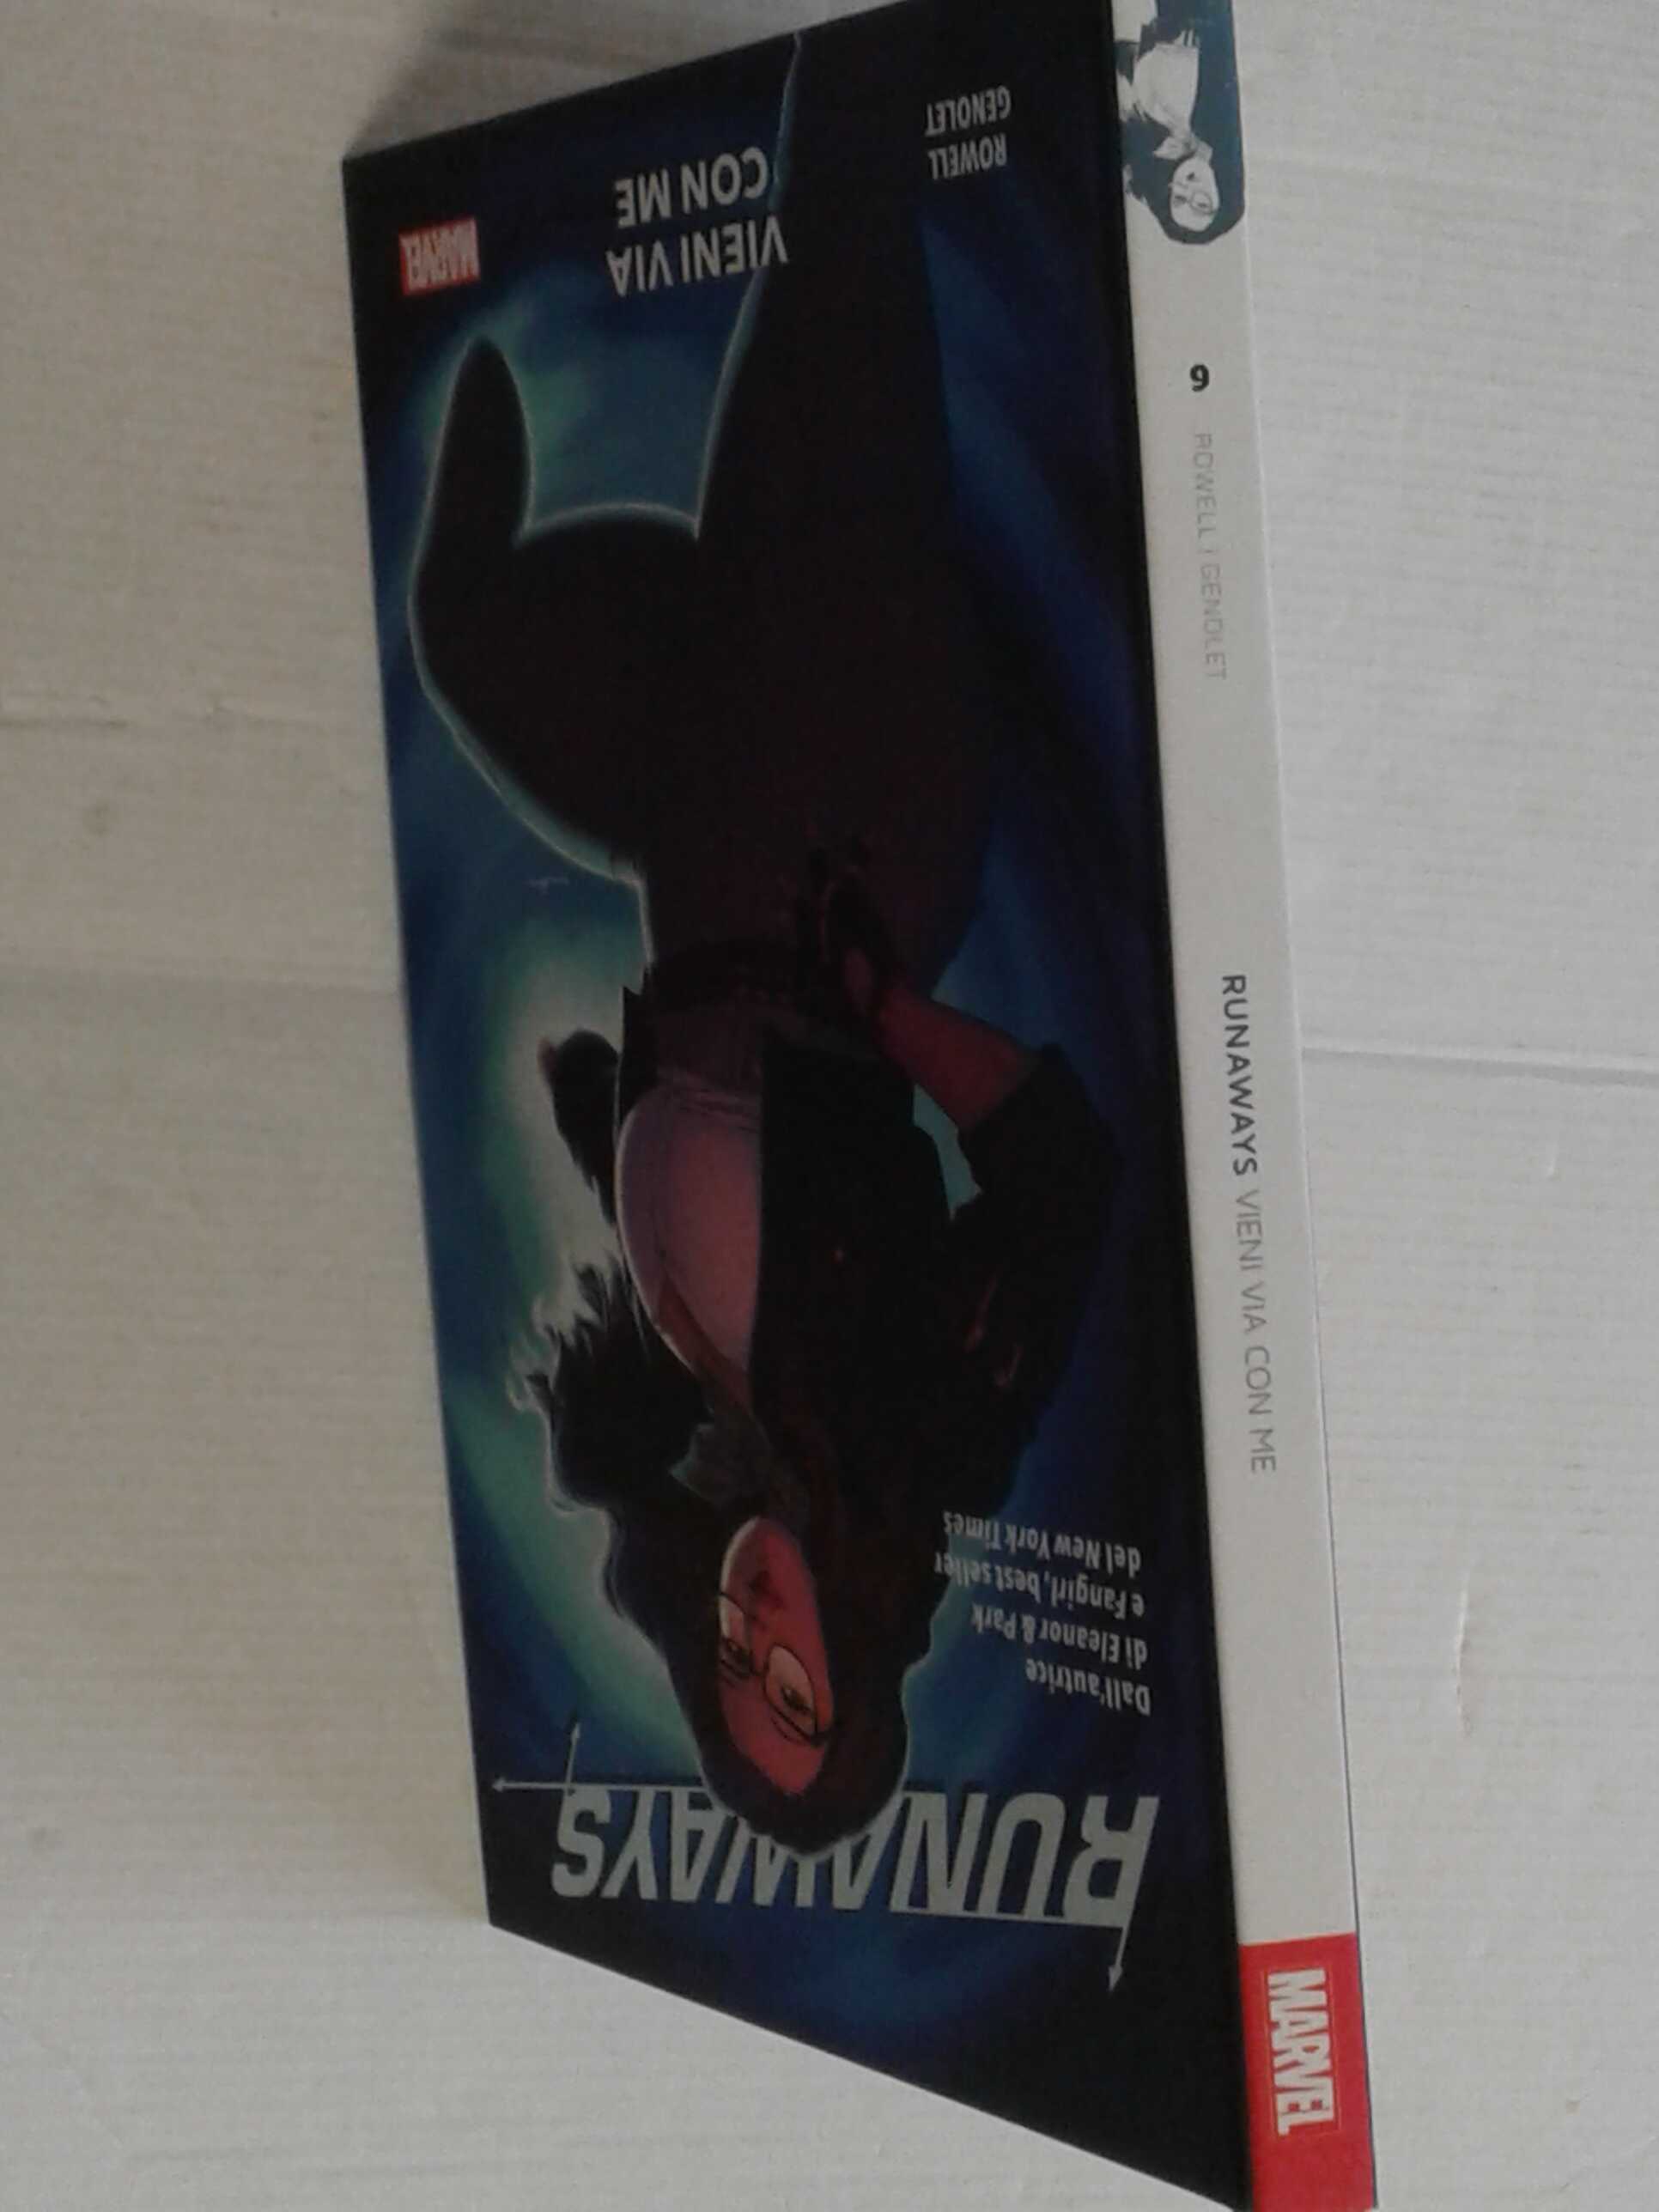 RUNAWAYS
Dall'autrice
di Eleanor & Park
e Fangirl, best seller
del New York Times
VIENI VIA
CON ME
ROWELL
GENOLET
MARVEL
MARVEL
RUNAWAYS VIENI VIA CON ME
ROWELL | GENOLET
6